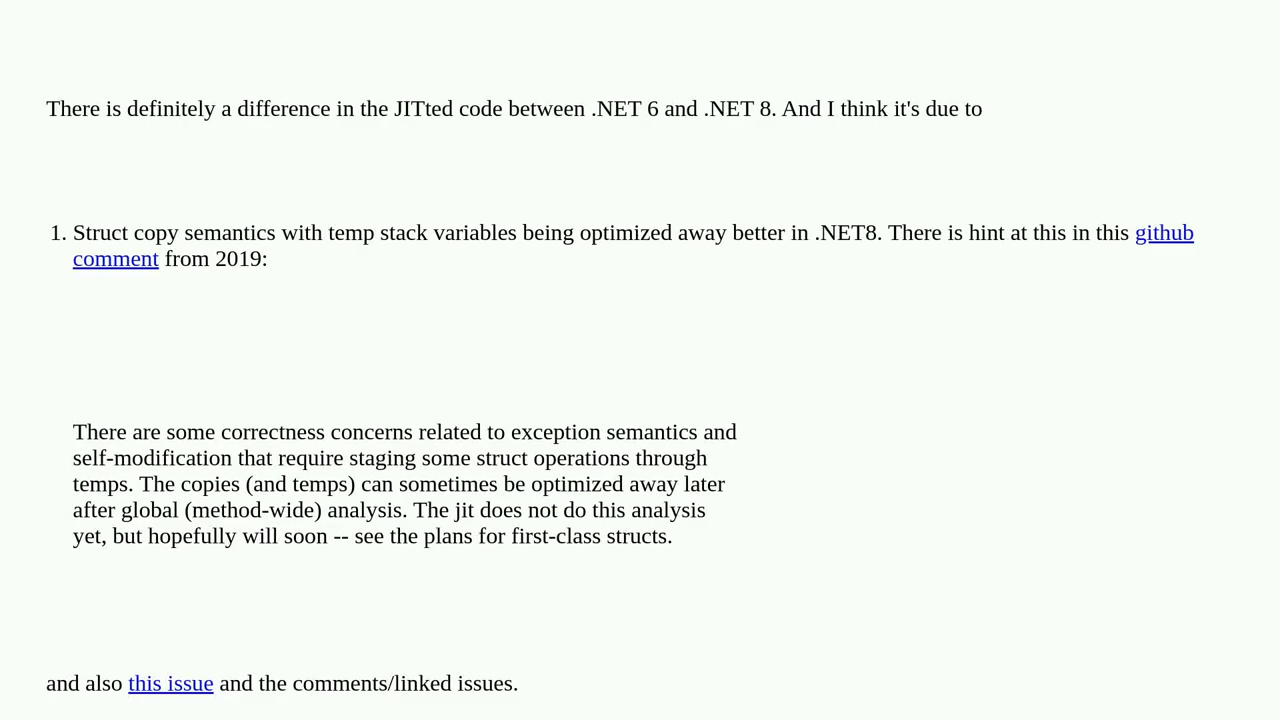 There is definitely a difference in the JITted code between .NET 6 and .NET 8. And I think it's due to
1. Struct copy semantics with temp stack variables being optimized away better in .NET8. There is hint at this in this github
comment from 2019:
There are some correctness concerns related to exception semantics and
self-modification that require staging some struct operations through
temps. The copies (and temps) can sometimes be optimized away later
after global (method-wide) analysis. The jit does not do this analysis
yet, but hopefully will soon -- see the plans for first-class structs.
and also this issue and the comments/linked issues.